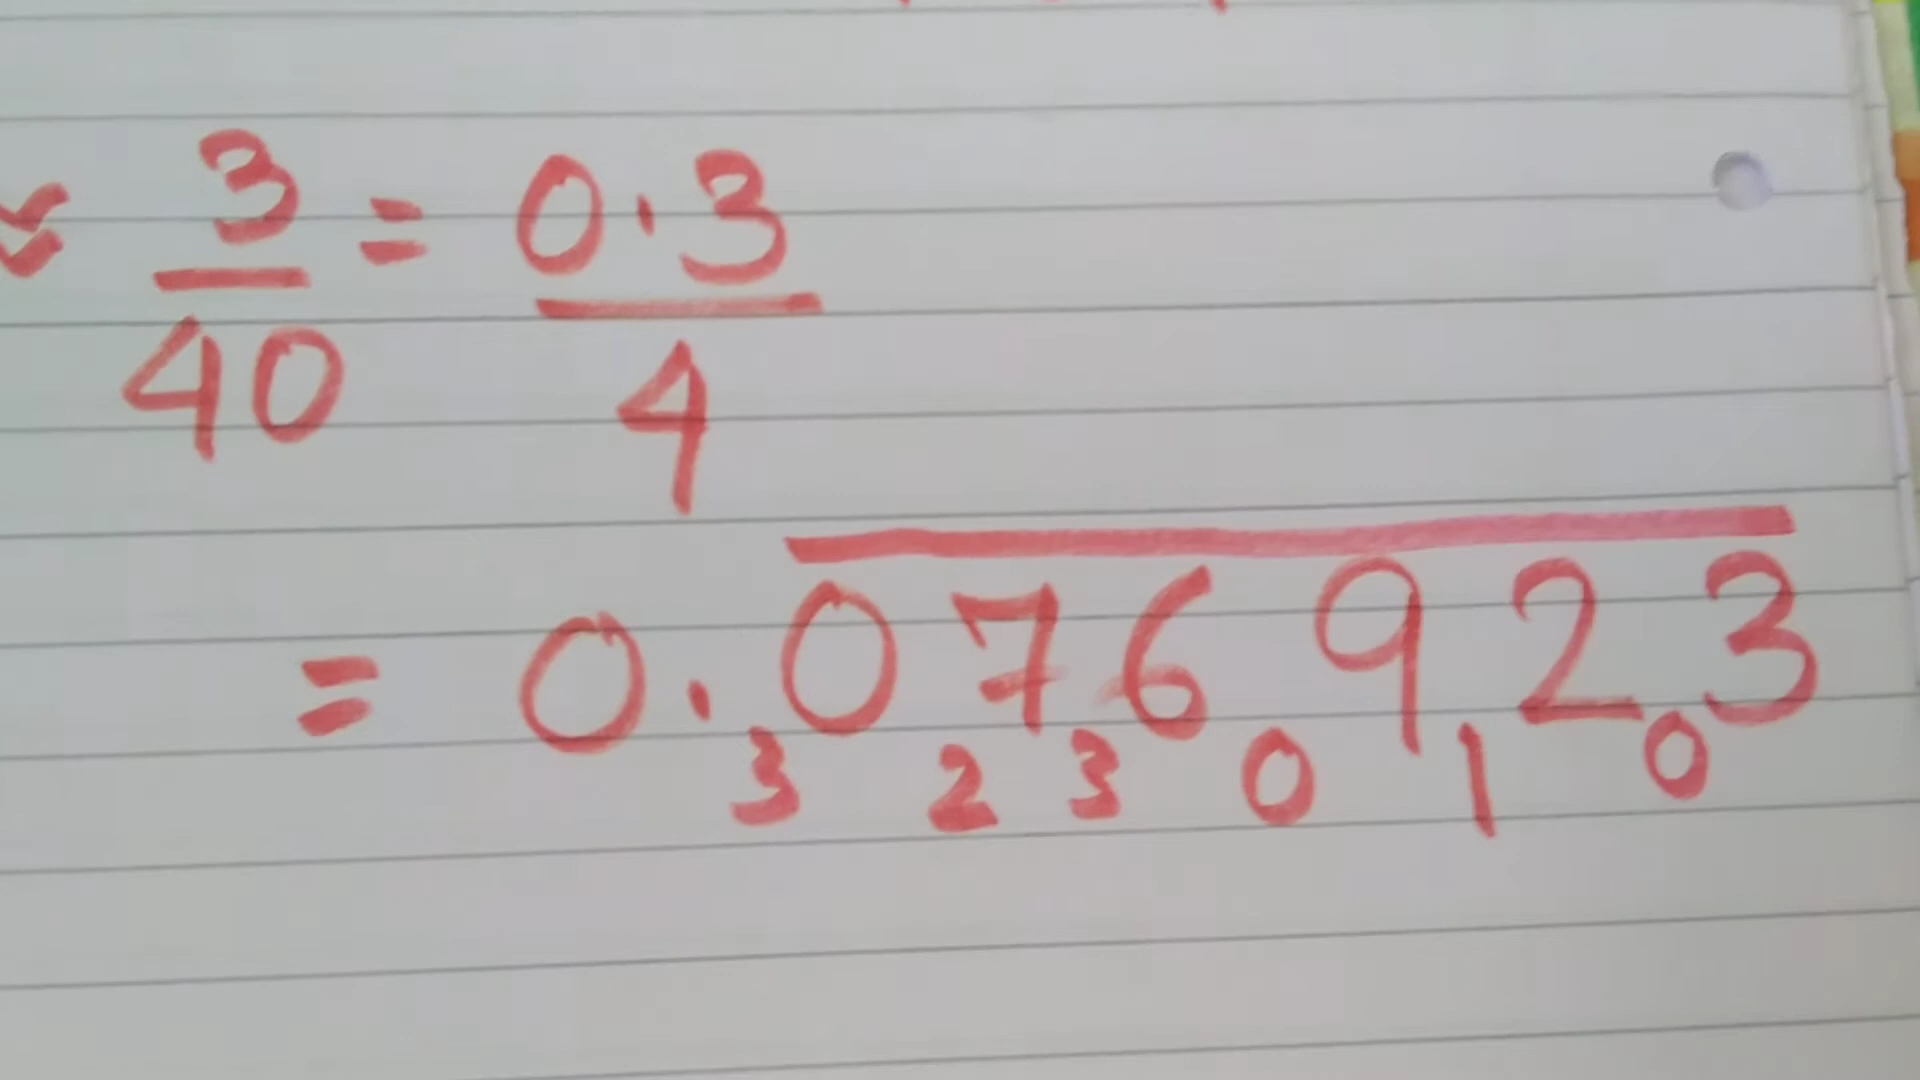 ≈ 3/40 = 0.3/4
= 0.076923
3 2 3 0 1 0